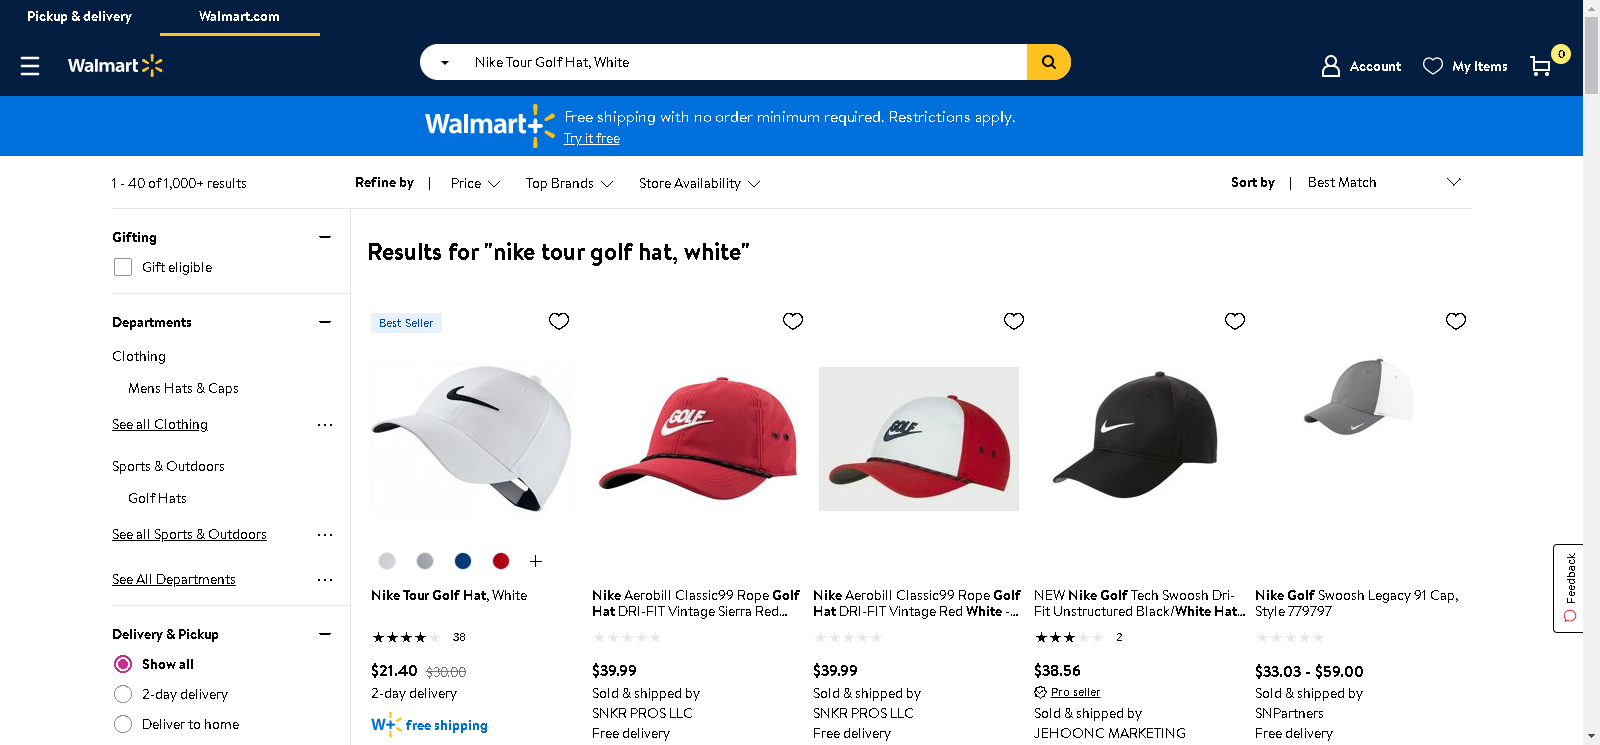 Pickup & delivery
Walmart.com
Walmart
Nike Tour Golf Hat, White
Account
My Items
0
Walmart+
Free shipping with no order minimum required. Restrictions apply.
Try it free
1 - 40 of 1,000+ results
Refine by | Price Top Brands Store Availability
Sort by | Best Match
Gifting
Gift eligible
Departments
Clothing
Mens Hats & Caps
See all Clothing
Sports & Outdoors
Golf Hats
See all Sports & Outdoors
See All Departments
Delivery & Pickup
Show all
2-day delivery
Deliver to home
Results for "nike tour golf hat, white"
Best Seller
Nike Tour Golf Hat, White
38
$21.40 $30.00
2-day delivery
W+ free shipping
GOLF
Nike Aerobill Classic99 Rope Golf
Hat DRI-FIT Vintage Sierra Red...
$39.99
Sold & shipped by
SNKR PROS LLC
Free delivery
GOLF
Nike Aerobill Classic99 Rope Golf
Hat DRI-FIT Vintage Red White -...
$39.99
Sold & shipped by
SNKR PROS LLC
Free delivery
NEW Nike Golf Tech Swoosh Dri-
Fit Unstructured Black/White Hat...
2
$38.56
Pro seller
Sold & shipped by
JEHOONC MARKETING
Nike Golf Swoosh Legacy 91 Cap,
Style 779797
$33.03 - $59.00
Sold & shipped by
SNPartners
Free delivery
Feedback